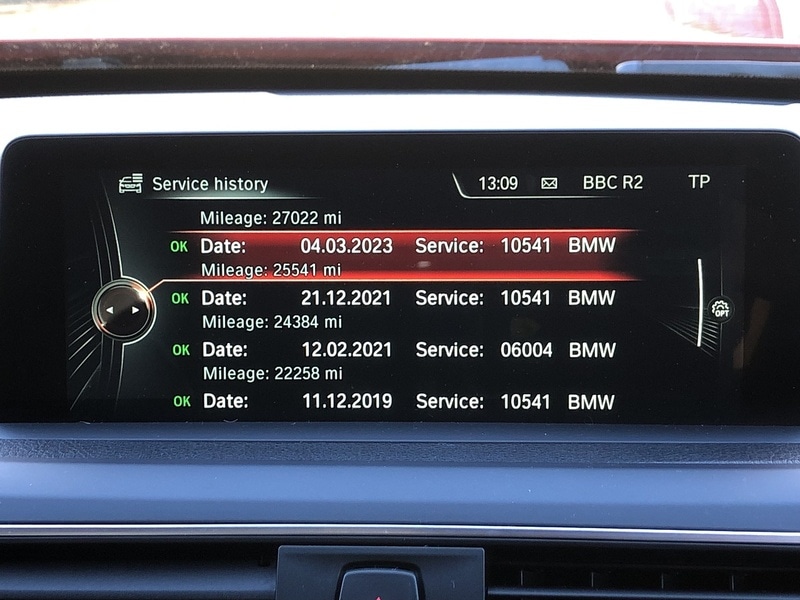 Service history 13:09 BBC R2 TP
Mileage: 27022 mi
OK Date: 04.03.2023 Service: 10541 BMW
Mileage: 25541 mi
OK Date: 21.12.2021 Service: 10541 BMW
OPT
Mileage: 24384 mi
OK Date: 12.02.2021 Service: 06004 BMW
Mileage: 22258 mi
OK Date: 11.12.2019 Service: 10541 BMW